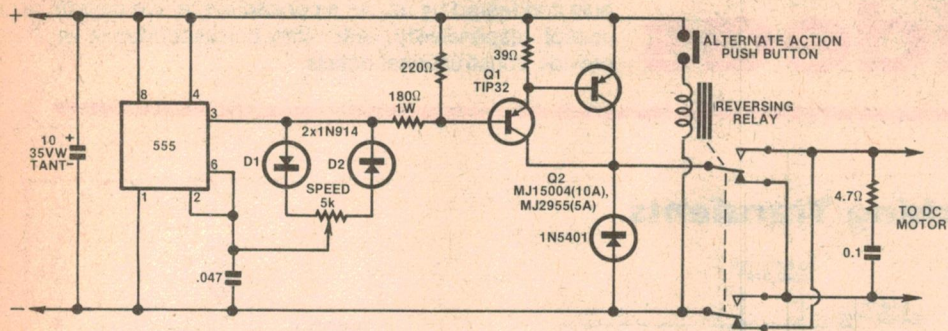 +
ALTERNATE ACTION
PUSH BUTTON
39Ω
220Ω
Q1
TIP32
180Ω
1W
REVERSING
RELAY
8
4
3
2x1N914
10
35VW
TANT
+
−
555
D1
D2
6
SPEED
5k
Q2
MJ15004(10A),
MJ2955(5A)
4.7Ω
TO DC
MOTOR
1
2
1N5401
.047
0.1
−